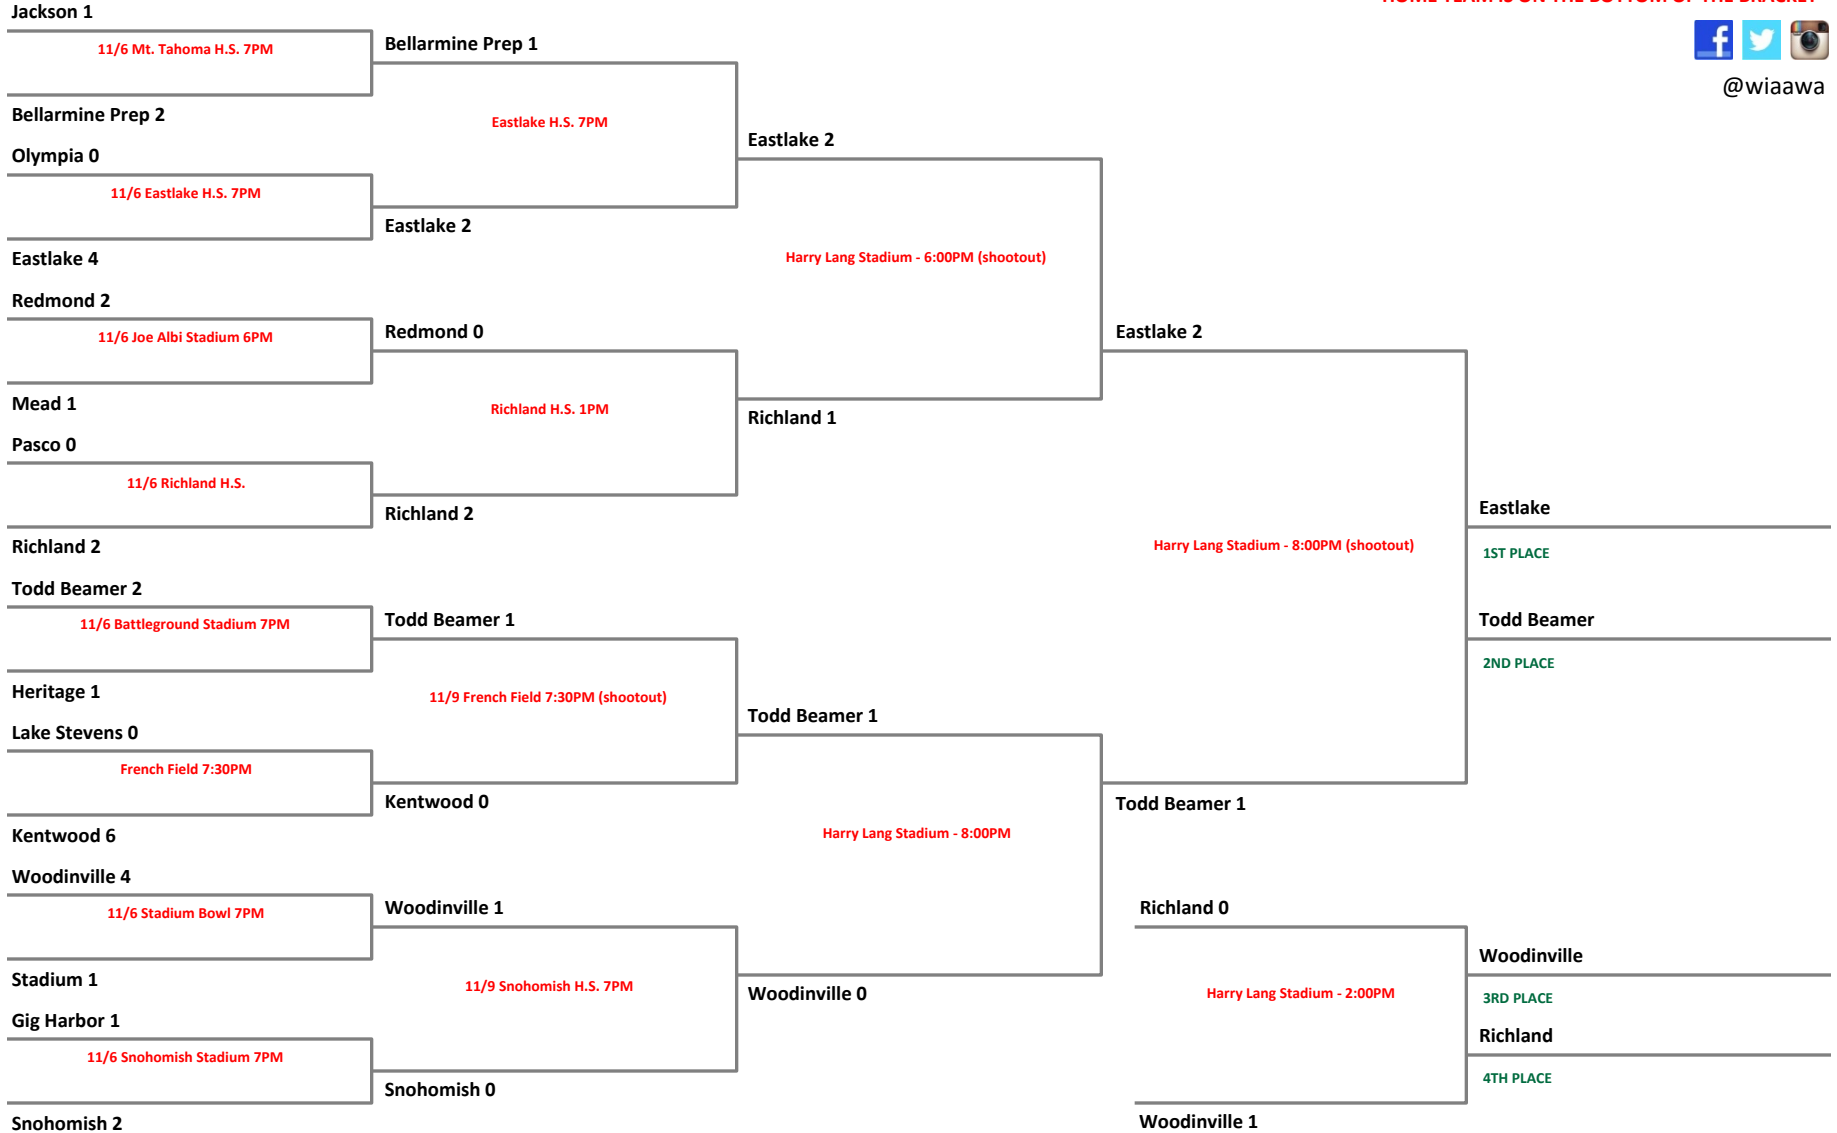 HOME TEAM IS ON THE BOTTOM OF THE BRACKET
@wiaawa
Jackson 1
11/6 Mt. Tahoma H.S. 7PM
Bellarmine Prep 2
Olympia 0
11/6 Eastlake H.S. 7PM
Eastlake 4
Redmond 2
11/6 Joe Albi Stadium 6PM
Mead 1
Pasco 0
11/6 Richland H.S.
Richland 2
Todd Beamer 2
11/6 Battleground Stadium 7PM
Heritage 1
Lake Stevens 0
French Field 7:30PM
Kentwood 6
Woodinville 4
11/6 Stadium Bowl 7PM
Stadium 1
Gig Harbor 1
11/6 Snohomish Stadium 7PM
Snohomish 2
Bellarmine Prep 1
Eastlake H.S. 7PM
Eastlake 2
Redmond 0
Richland H.S. 1PM
Richland 2
Todd Beamer 1
11/9 French Field 7:30PM (shootout)
Kentwood 0
Woodinville 1
11/9 Snohomish H.S. 7PM
Snohomish 0
Eastlake 2
Harry Lang Stadium - 6:00PM (shootout)
Richland 1
Todd Beamer 1
Harry Lang Stadium - 8:00PM
Woodinville 0
Eastlake 2
Harry Lang Stadium - 8:00PM (shootout)
Todd Beamer 1
Richland 0
Harry Lang Stadium - 2:00PM
Woodinville 1
Eastlake
1ST PLACE
Todd Beamer
2ND PLACE
Woodinville
3RD PLACE
Richland
4TH PLACE